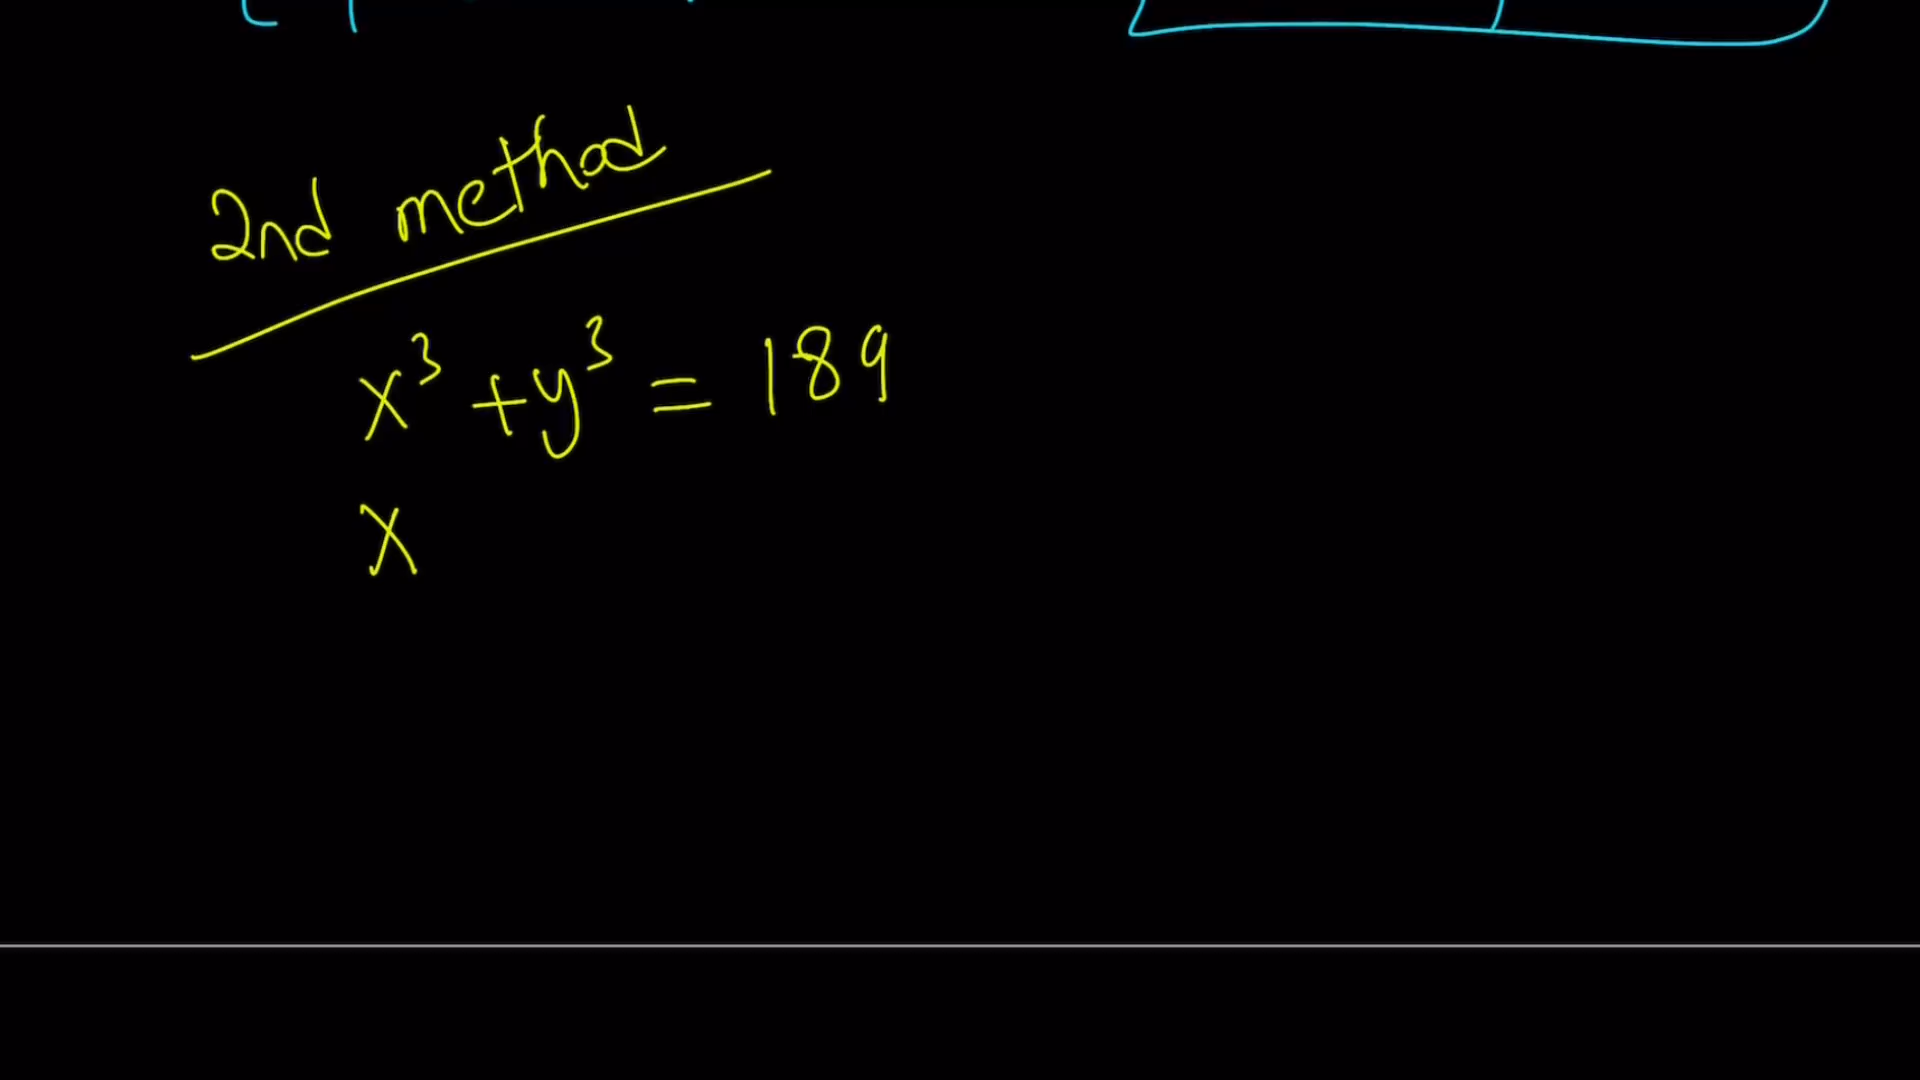 2nd method
x³ + y³ = 189
x